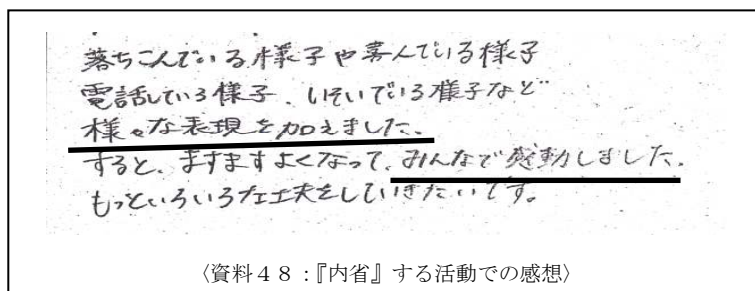 落ちこんでいる様子や喜んでいる様子
電話している様子、いそいでいる様子など
様々な表現を加えました。
すると、ますますよくなって、みんなで感動しました。
もっといろいろな工夫をしていきたいです。
〈資料48：『内省』する活動での感想〉